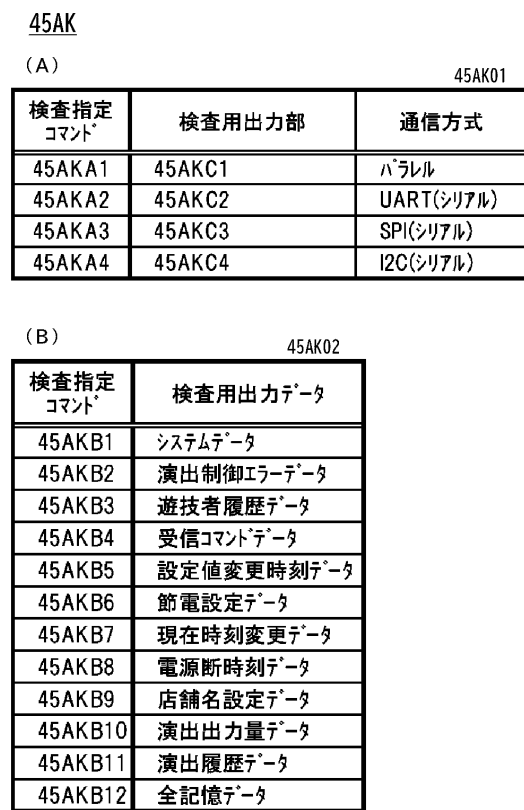 45AK
(A)
45AK01
検査指定コマンド 検査用出力部 通信方式
45AKA1 45AKC1 パラレル
45AKA2 45AKC2 UART(シリアル)
45AKA3 45AKC3 SPI(シリアル)
45AKA4 45AKC4 I2C(シリアル)
(B)
45AK02
検査指定コマンド 検査用出力データ
45AKB1 システムデータ
45AKB2 演出制御エラーデータ
45AKB3 遊技者履歴データ
45AKB4 受信コマンドデータ
45AKB5 設定値変更時刻データ
45AKB6 節電設定データ
45AKB7 現在時刻変更データ
45AKB8 電源断時刻データ
45AKB9 店舗名設定データ
45AKB10 演出出力量データ
45AKB11 演出履歴データ
45AKB12 全記憶データ